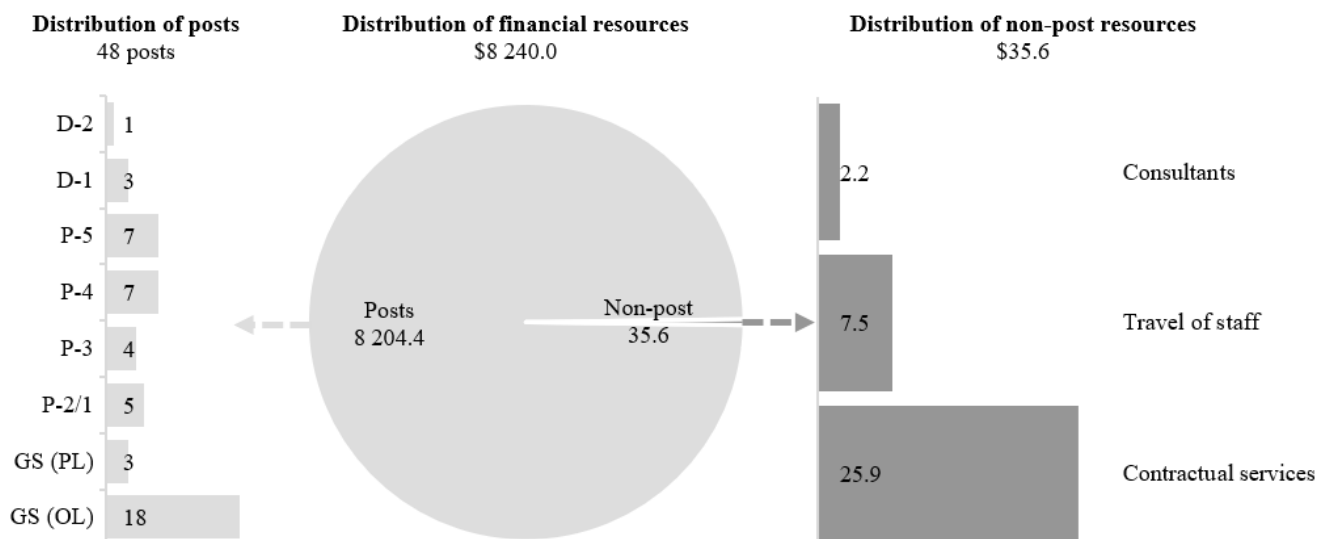 Distribution of posts
48 posts
D-2 1
D-1 3
P-5 7
P-4 7
P-3 4
P-2/1 5
GS (PL) 3
GS (OL) 18
Distribution of financial resources
$8 240.0
Posts
8 204.4
Non-post
35.6
Distribution of non-post resources
$35.6
2.2 Consultants
7.5 Travel of staff
25.9 Contractual services